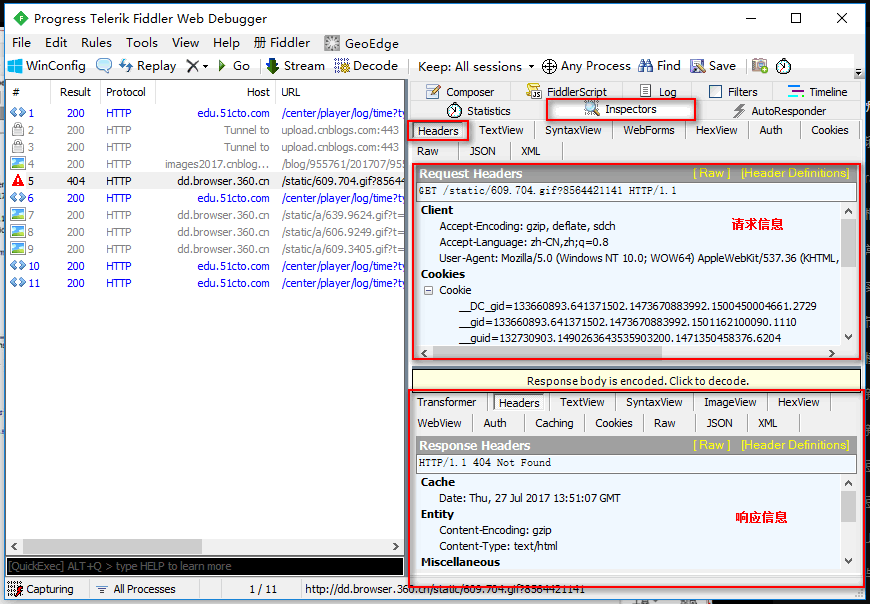 Progress Telerik Fiddler Web Debugger
File Edit Rules Tools View Help 册 Fiddler GeoEdge
WinConfig Replay Go Stream Decode Keep: All sessions Any Process Find Save
# Result Protocol Host URL
1 200 HTTP edu.51cto.com /center/player/log/time?ty
2 200 HTTP Tunnel to upload.cnblogs.com:443
3 200 HTTP Tunnel to upload.cnblogs.com:443
4 200 HTTP images2017.cnblog... /blog/955761/201707/955
5 404 HTTP dd.browser.360.cn /static/609.704.gif?8564
6 200 HTTP edu.51cto.com /center/player/log/time?ty
7 200 HTTP dd.browser.360.cn /static/a/639.9624.gif?t=
8 200 HTTP dd.browser.360.cn /static/a/606.9249.gif?t=
9 200 HTTP dd.browser.360.cn /static/a/609.3405.gif?t=
10 200 HTTP edu.51cto.com /center/player/log/time?ty
11 200 HTTP edu.51cto.com /center/player/log/time?ty
[QuickExec] ALT+Q > type HELP to learn more
Composer FiddlerScript Log Filters Timeline
Statistics Inspectors AutoResponder
Headers TextView SyntaxView WebForms HexView Auth Cookies
Raw JSON XML
Request Headers [ Raw ] [Header Definitions]
GET /static/609.704.gif?8564421141 HTTP/1.1
Client
Accept-Encoding: gzip, deflate, sdch
请求信息
Accept-Language: zh-CN,zh;q=0.8
User-Agent: Mozilla/5.0 (Windows NT 10.0; WOW64) AppleWebKit/537.36 (KHTML,
Cookies
Cookie
__DC_gid=133660893.641371502.1473670883992.1500450004661.2729
__gid=133660893.641371502.1473670883992.1501162100090.1110
__guid=132730903.1490263643535903200.1471350458376.6204
Response body is encoded. Click to decode.
Transformer Headers TextView SyntaxView ImageView HexView
WebView Auth Caching Cookies Raw JSON XML
Response Headers [ Raw ] [Header Definitions]
HTTP/1.1 404 Not Found
Cache
Date: Thu, 27 Jul 2017 13:51:07 GMT
Entity
响应信息
Content-Encoding: gzip
Content-Type: text/html
Miscellaneous
Capturing All Processes 1 / 11 http://dd.browser.360.cn/static/609.704.gif?8564421141